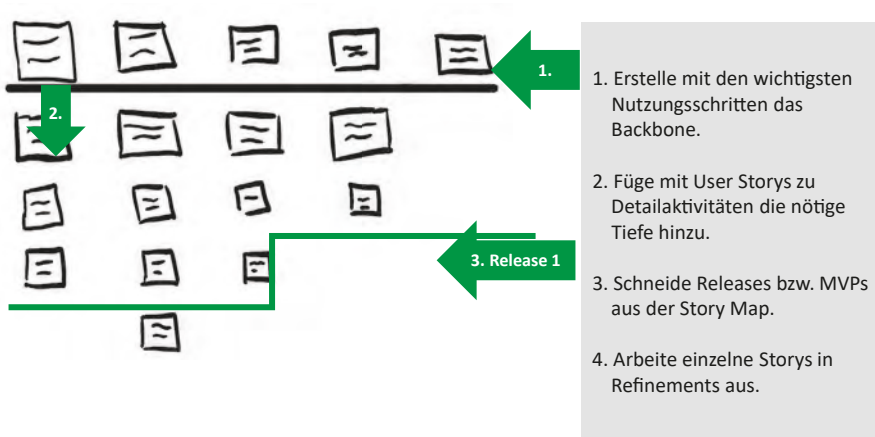 1.
2.
3. Release 1
1. Erstelle mit den wichtigsten
Nutzungsschritten das
Backbone.
2. Füge mit User Storys zu
Detailaktivitäten die nötige
Tiefe hinzu.
3. Schneide Releases bzw. MVPs
aus der Story Map.
4. Arbeite einzelne Storys in
Refinements aus.